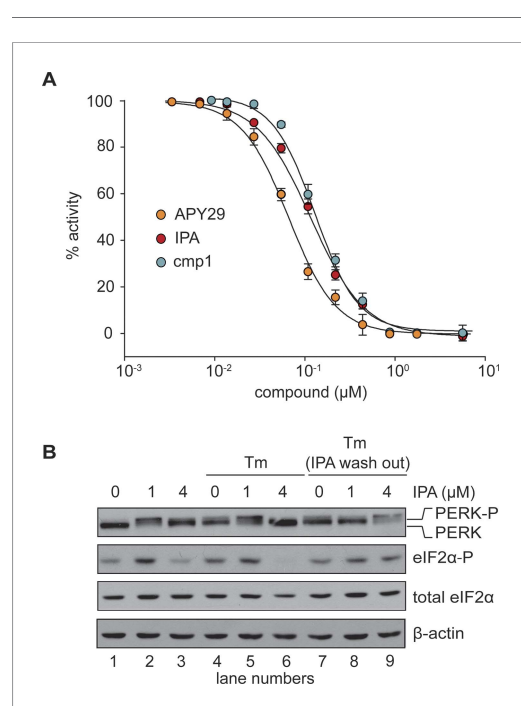 A
100
80
60
40
20
0
% activity
APY29
IPA
cmp1
10-3
10-2
10-1
100
101
compound (μM)
B
Tm
Tm
(IPA wash out)
0 1 4 0 1 4 0 1 4 IPA (μM)
PERK-P
PERK
eIF2α-P
total eIF2α
β-actin
1 2 3 4 5 6 7 8 9
lane numbers